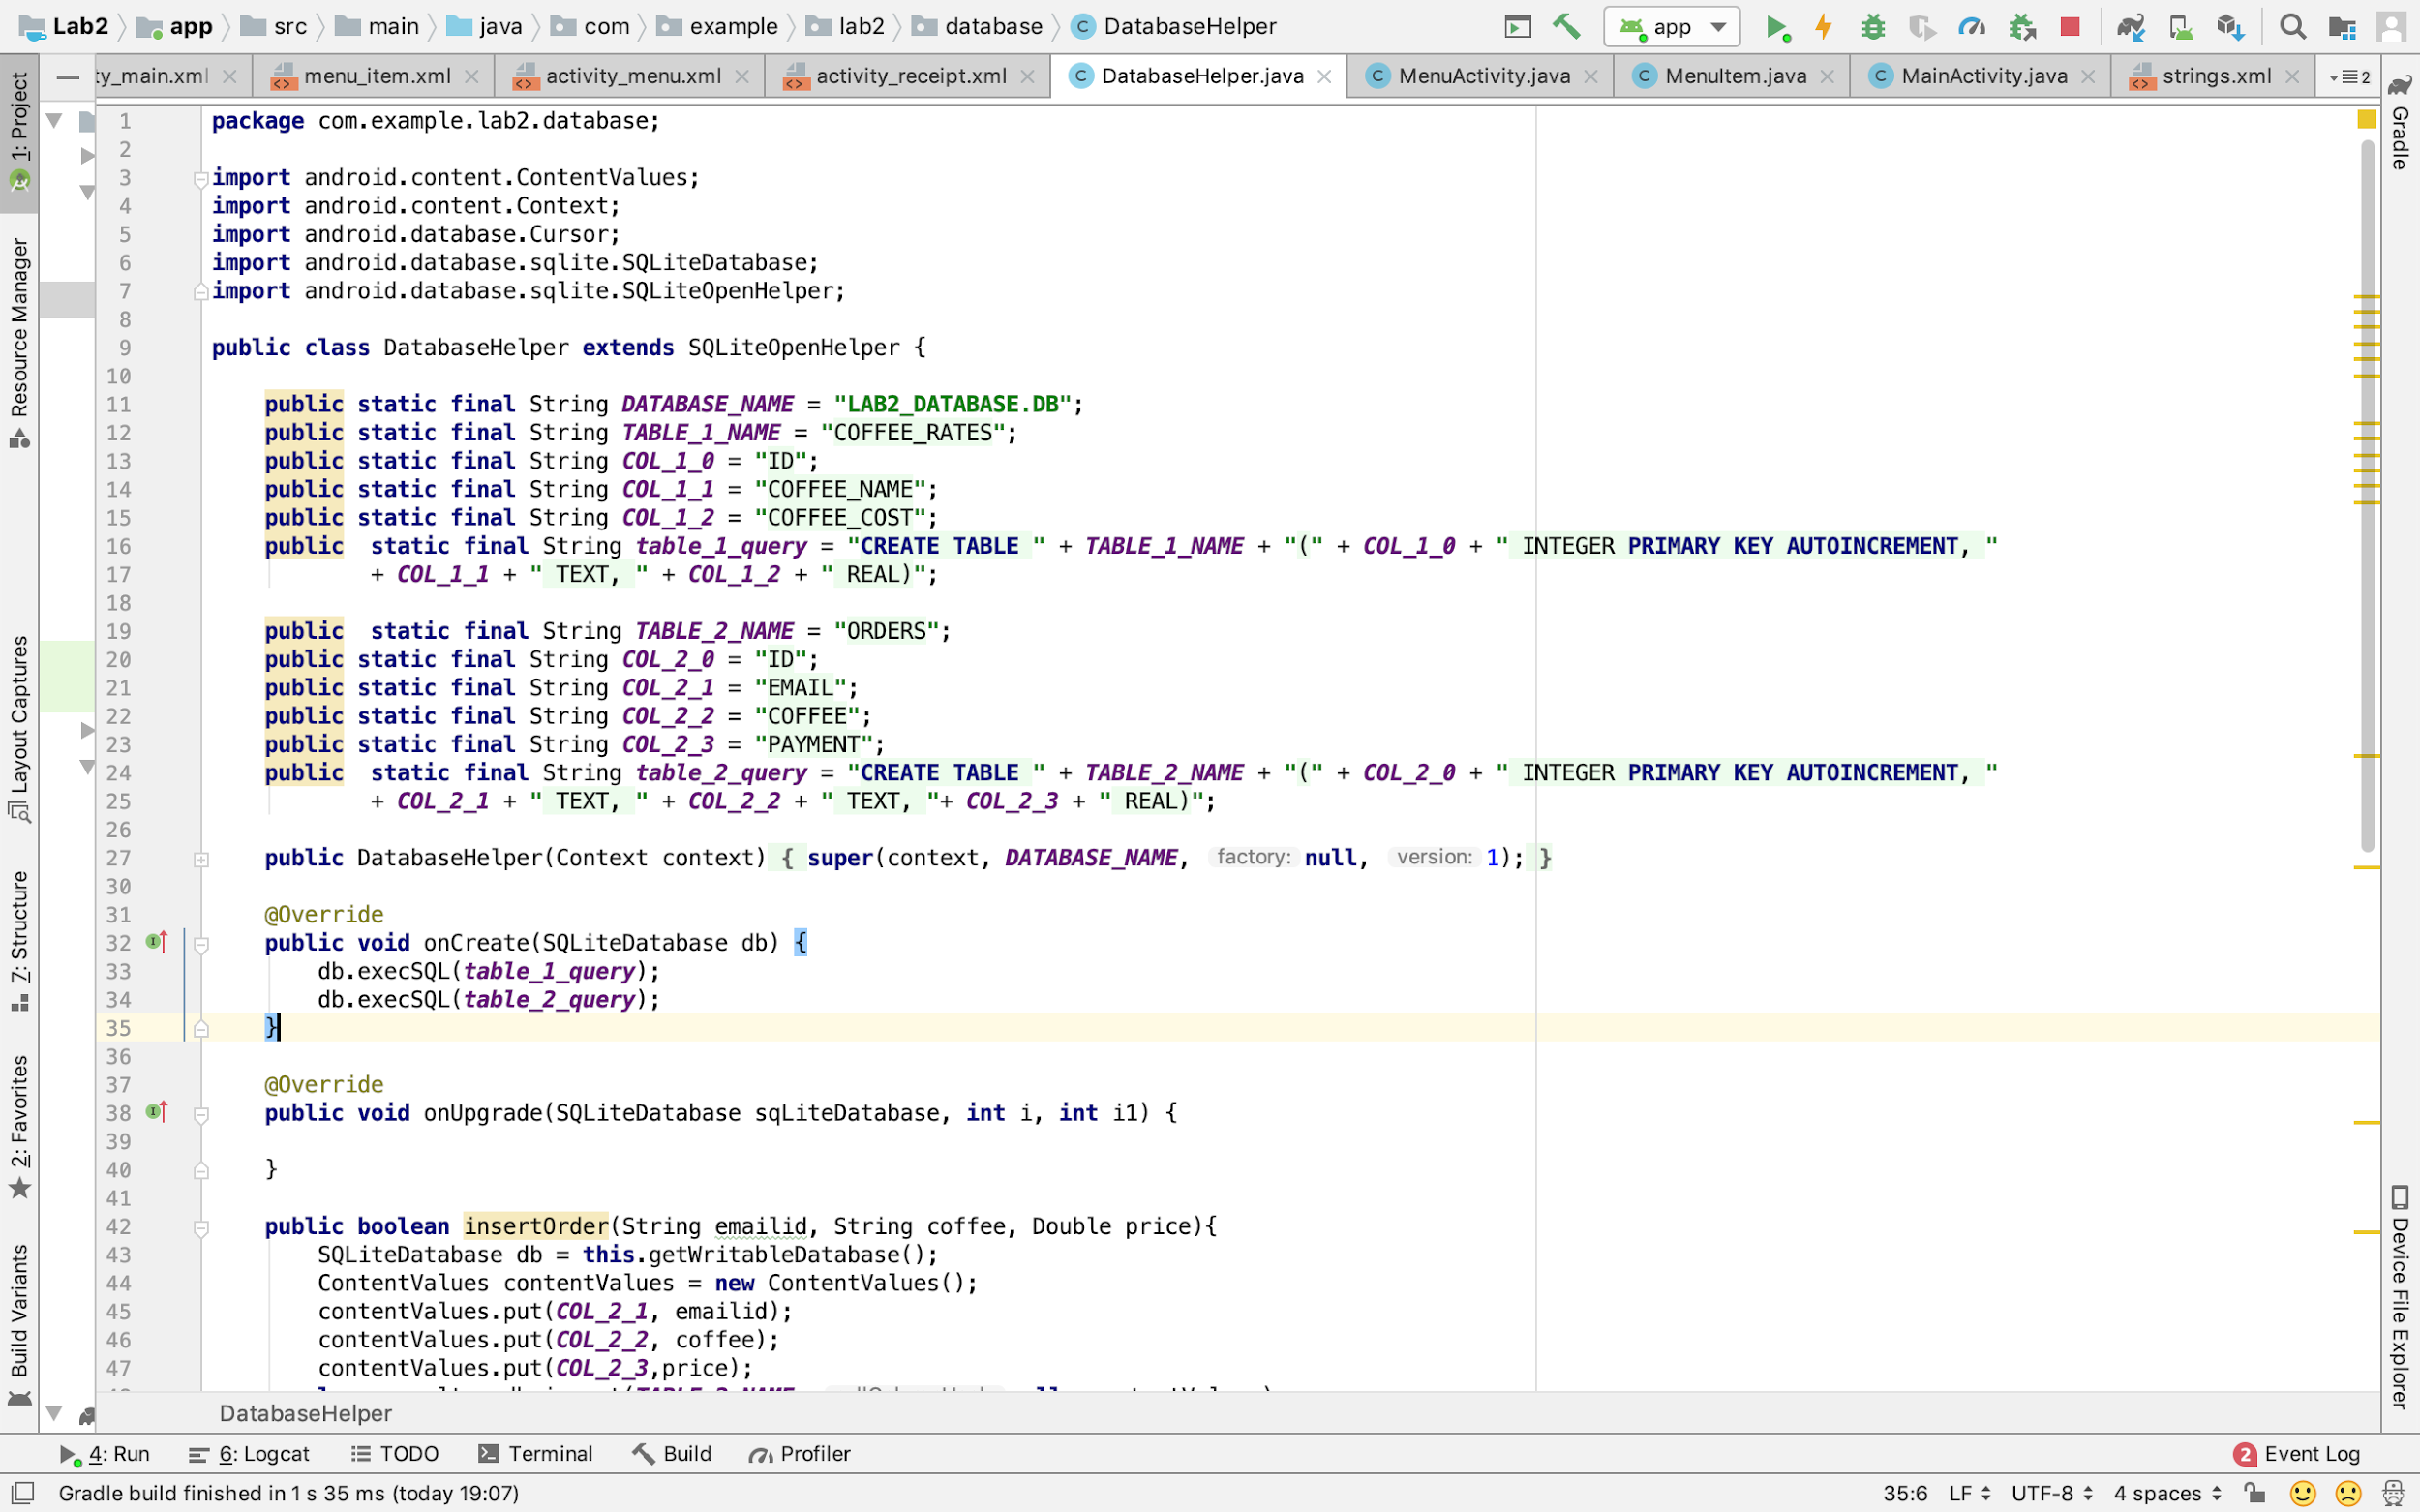 Lab2 app src main java com example lab2 database DatabaseHelper app
ty_main.xml menu_item.xml activity_menu.xml activity_receipt.xml DatabaseHelper.java MenuActivity.java MenuItem.java MainActivity.java strings.xml 2
1: Project
Resource Manager
Layout Captures
7: Structure
2: Favorites
Build Variants
1 package com.example.lab2.database;
2
3 import android.content.ContentValues;
4 import android.content.Context;
5 import android.database.Cursor;
6 import android.database.sqlite.SQLiteDatabase;
7 import android.database.sqlite.SQLiteOpenHelper;
8
9 public class DatabaseHelper extends SQLiteOpenHelper {
10
11 public static final String DATABASE_NAME = "LAB2_DATABASE.DB";
12 public static final String TABLE_1_NAME = "COFFEE_RATES";
13 public static final String COL_1_0 = "ID";
14 public static final String COL_1_1 = "COFFEE_NAME";
15 public static final String COL_1_2 = "COFFEE_COST";
16 public  static final String table_1_query = "CREATE TABLE " + TABLE_1_NAME + "(" + COL_1_0 + " INTEGER PRIMARY KEY AUTOINCREMENT, "
17 + COL_1_1 + " TEXT, " + COL_1_2 + " REAL)";
18
19 public  static final String TABLE_2_NAME = "ORDERS";
20 public static final String COL_2_0 = "ID";
21 public static final String COL_2_1 = "EMAIL";
22 public static final String COL_2_2 = "COFFEE";
23 public static final String COL_2_3 = "PAYMENT";
24 public  static final String table_2_query = "CREATE TABLE " + TABLE_2_NAME + "(" + COL_2_0 + " INTEGER PRIMARY KEY AUTOINCREMENT, "
25 + COL_2_1 + " TEXT, " + COL_2_2 + " TEXT, "+ COL_2_3 + " REAL)";
26
27 public DatabaseHelper(Context context) { super(context, DATABASE_NAME, factory: null, version: 1); }
30
31 @Override
32 public void onCreate(SQLiteDatabase db) {
33 db.execSQL(table_1_query);
34 db.execSQL(table_2_query);
35 }
36
37 @Override
38 public void onUpgrade(SQLiteDatabase sqLiteDatabase, int i, int i1) {
39
40 }
41
42 public boolean insertOrder(String emailid, String coffee, Double price){
43 SQLiteDatabase db = this.getWritableDatabase();
44 ContentValues contentValues = new ContentValues();
45 contentValues.put(COL_2_1, emailid);
46 contentValues.put(COL_2_2, coffee);
47 contentValues.put(COL_2_3,price);
DatabaseHelper
Gradle
Device File Explorer
4: Run 6: Logcat TODO Terminal Build Profiler 2 Event Log
Gradle build finished in 1 s 35 ms (today 19:07) 35:6 LF UTF-8 4 spaces